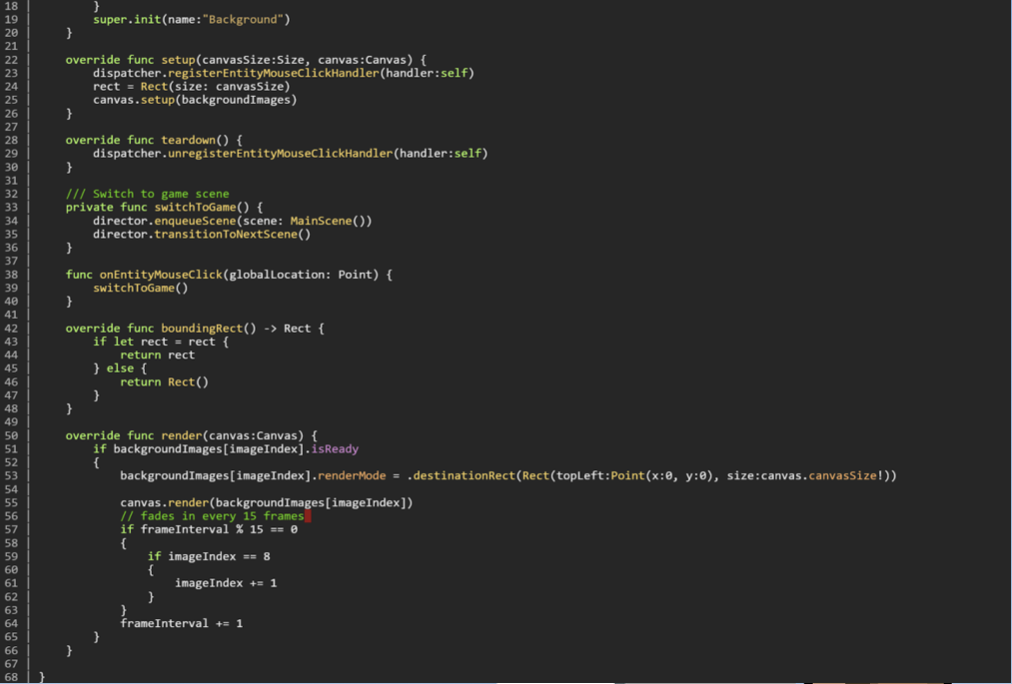 18 }
19 super.init(name:"Background")
20 }
21
22 override func setup(canvasSize:Size, canvas:Canvas) {
23 dispatcher.registerEntityMouseClickHandler(handler:self)
24 rect = Rect(size: canvasSize)
25 canvas.setup(backgroundImages)
26 }
27
28 override func teardown() {
29 dispatcher.unregisterEntityMouseClickHandler(handler:self)
30 }
31
32 /// Switch to game scene
33 private func switchToGame() {
34 director.enqueueScene(scene: MainScene())
35 director.transitionToNextScene()
36 }
37
38 func onEntityMouseClick(globalLocation: Point) {
39 switchToGame()
40 }
41
42 override func boundingRect() -> Rect {
43 if let rect = rect {
44 return rect
45 } else {
46 return Rect()
47 }
48 }
49
50 override func render(canvas:Canvas) {
51 if backgroundImages[imageIndex].isReady
52 {
53 backgroundImages[imageIndex].renderMode = .destinationRect(Rect(topLeft:Point(x:0, y:0), size:canvas.canvasSize!))
54
55 canvas.render(backgroundImages[imageIndex])
56 // fades in every 15 frames
57 if frameInterval % 15 == 0
58 {
59 if imageIndex == 8
60 {
61 imageIndex += 1
62 }
63 }
64 frameInterval += 1
65 }
66 }
67
68 }